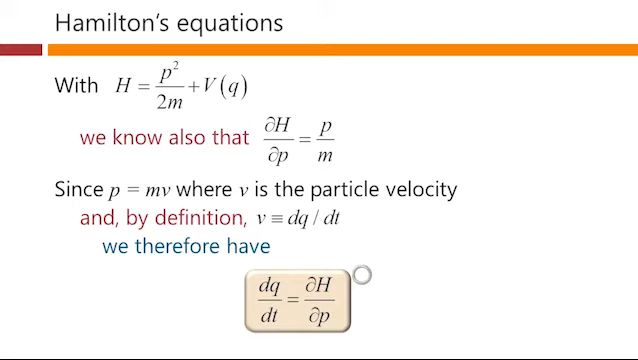 Hamilton's equations
With H = p²/2m + V(q)
we know also that ∂H/∂p = p/m
Since p = mv where v is the particle velocity
and, by definition, v ≡ dq / dt
we therefore have
dq/dt = ∂H/∂p